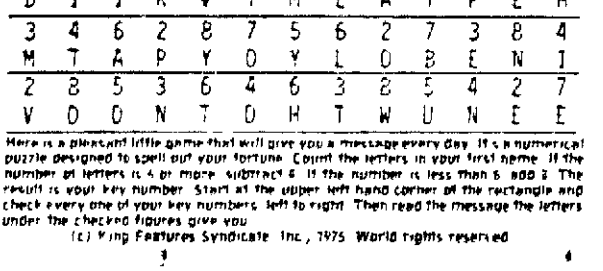 3 4 6 2 8 7 5 6 2 7 3 8 4
M T A P Y O Y L O B E N I
2 8 5 3 6 4 6 3 8 5 4 2 7
V O O N T O H T W U N E E
Here is a pleasant little game that will give you a message every day. It's a numerical
puzzle designed to spell out your fortune. Count the letters in your first name. If the
number of letters is 6 or more, subtract 4. If the number is less than 6, add 3. The
result is your key number. Start at the upper left hand corner of the rectangle and
check every one of your key numbers, left to right. Then read the message the letters
under the checked figures give you.
(c) King Features Syndicate, Inc., 1975. World rights reserved.